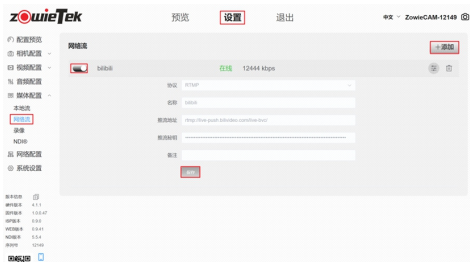 zowieTek
预览
设置
退出
中文
ZowieCAM-12149
配置预览
相机配置
视频配置
音频配置
媒体配置
本地流
网络流
录像
NDI®
网络配置
系统设置
版本信息
硬件版本 4.1.1
固件版本 1.0.0.47
ISP版本 0.9.0
WEB版本 0.9.41
NDI版本 5.5.4
序列号 12149
网络流
+添加
bilibili
在线
12444 kbps
协议 RTMP
名称 bilibili
推流地址 rtmp://live-push.bilivideo.com/live-bvc/
推流秘钥
备注